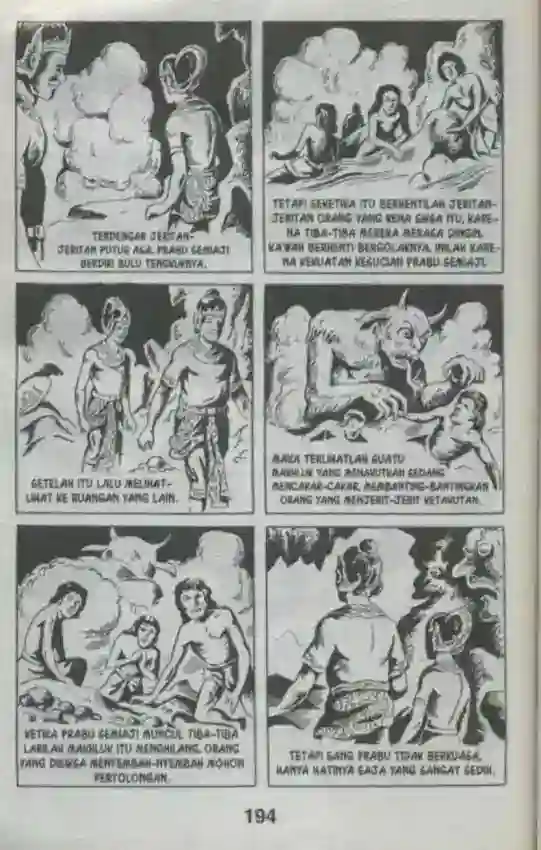 TERDENGAR JERITAN-
JERITAN PUTUS ASA. PRABU SEMIAJI
BERDIRI BULU TENGKUKNYA.
TETAPI SEKETIKA ITU BERHENTILAH JERITAN-
JERITAN ORANG YANG KENA SIKSA ITU, KARE-
NA TIBA-TIBA MEREKA MERASA DINGIN.
KAWAH BERHENTI BERGOLAKNYA. INILAH KARE-
NA KEKUATAN KESUCIAN PRABU SEMIAJI.
SETELAH ITU LALU MELIHAT-
LIHAT KE RUANGAN YANG LAIN.
MAKA TERLIHATLAH SUATU
MAKHLUK YANG MENAKUTKAN SEDANG
MENCAKAR-CAKAR, MEMBANTING-BANTINGKAN
ORANG YANG MENJERIT-JERIT KETAKUTAN.
KETIKA PRABU SEMIAJI MUNCUL TIBA-TIBA
LARILAH MAKHLUK ITU MENGHILANG. ORANG
YANG DISIKSA MENYEMBAH-NYEMBAH MOHON
PERTOLONGAN.
TETAPI SANG PRABU TIDAK BERKUASA,
HANYA HATINYA SAJA YANG SANGAT SEDIH.
194